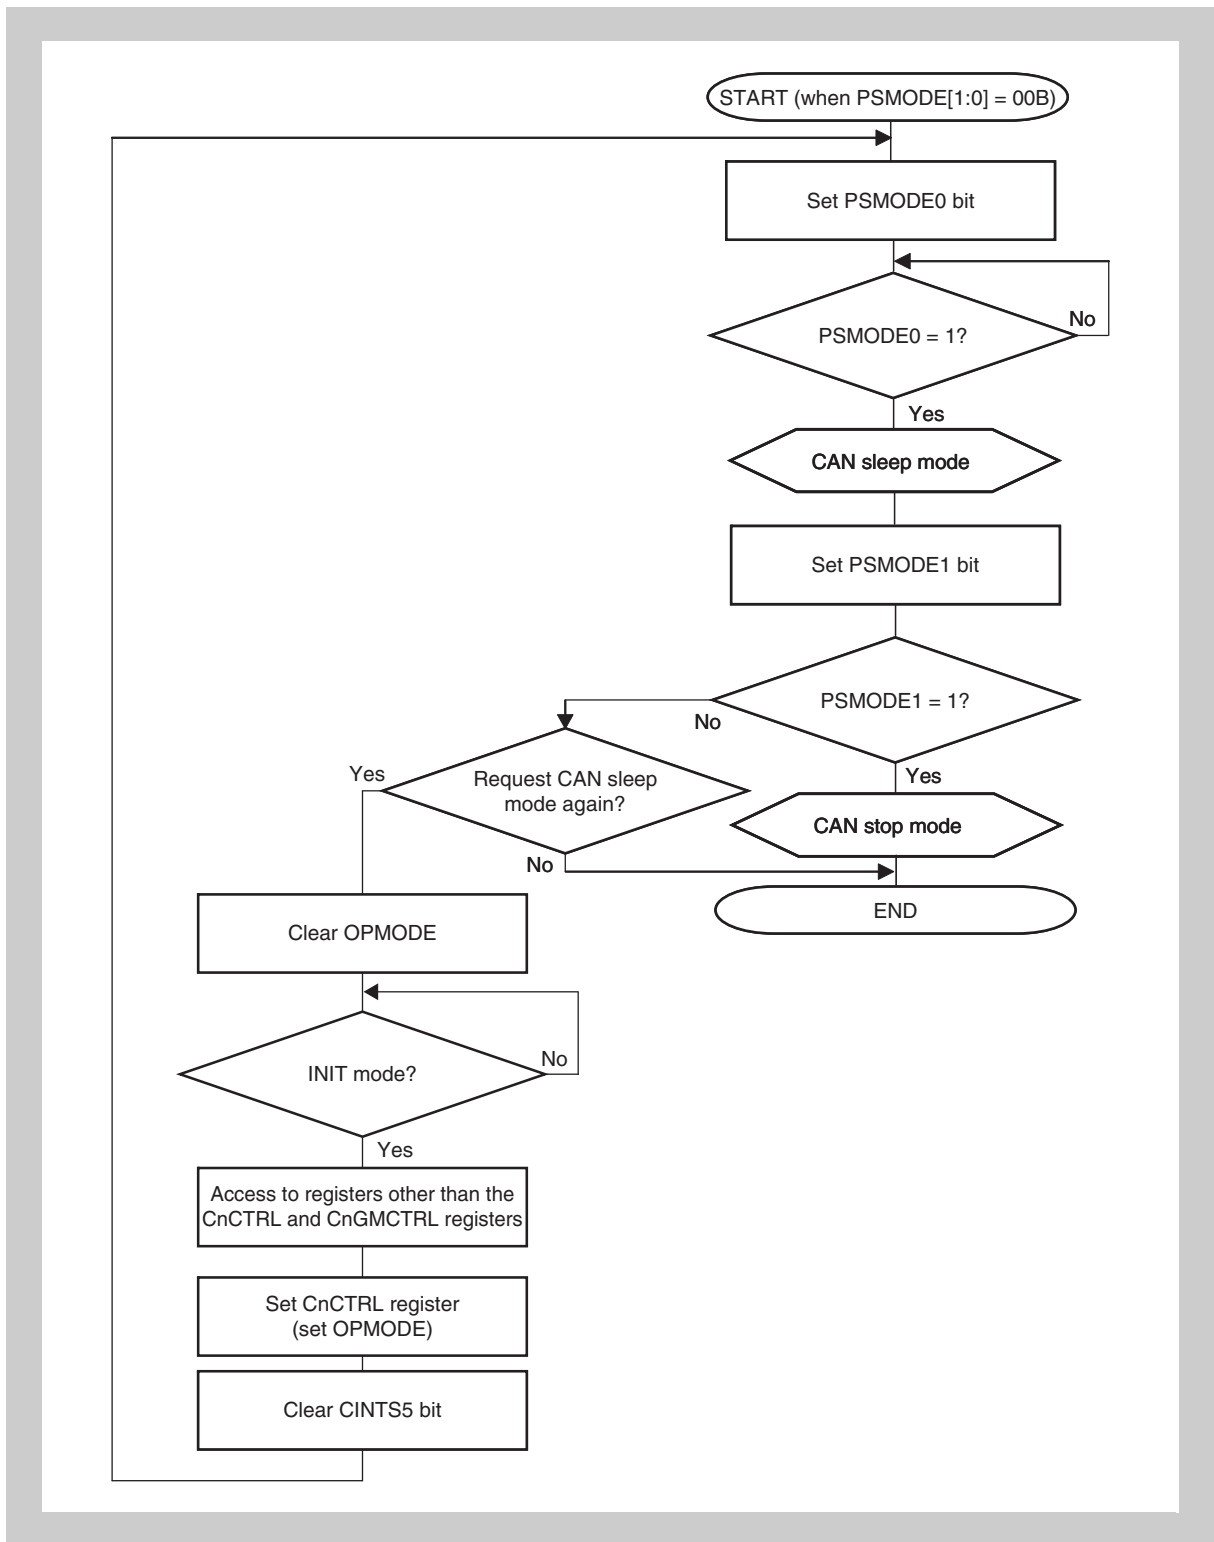 START (when PSMODE[1:0] = 00B)
Set PSMODE0 bit
PSMODE0 = 1?
No
Yes
CAN sleep mode
Set PSMODE1 bit
PSMODE1 = 1?
No
Yes
Request CAN sleep
mode again?
Yes
No
CAN stop mode
END
Clear OPMODE
INIT mode?
No
Yes
Access to registers other than the
CnCTRL and CnGMCTRL registers
Set CnCTRL register
(set OPMODE)
Clear CINTS5 bit